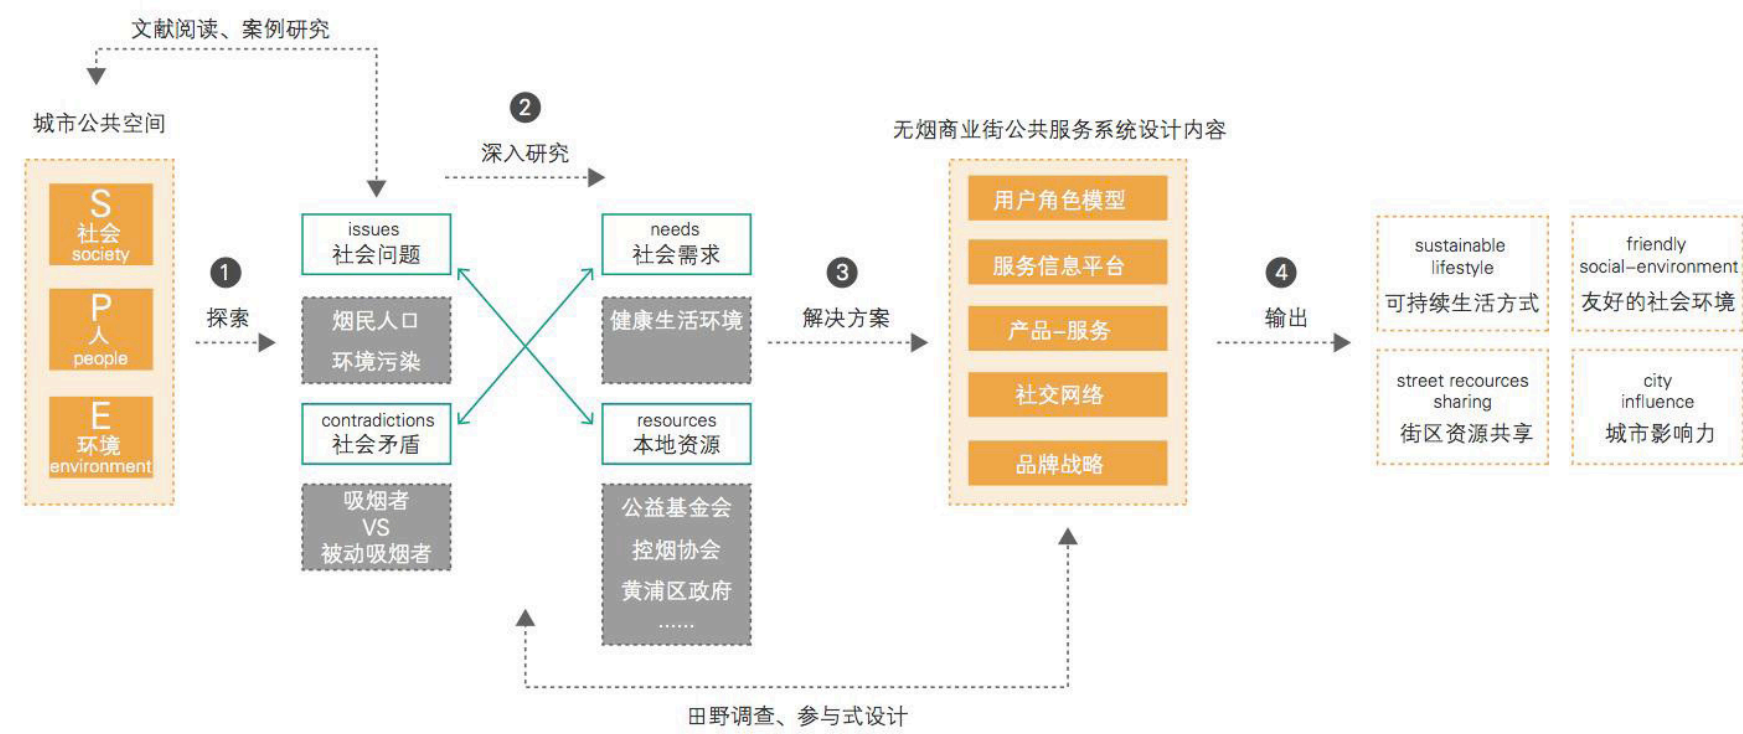 文献阅读、案例研究
城市公共空间
S
社会
society
P
人
people
E
环境
environment
1
探索
issues
社会问题
烟民人口
环境污染
contradictions
社会矛盾
吸烟者
VS
被动吸烟者
2
深入研究
needs
社会需求
健康生活环境
resources
本地资源
公益基金会
控烟协会
黄浦区政府
......
3
解决方案
无烟商业街公共服务系统设计内容
用户角色模型
服务信息平台
产品-服务
社交网络
品牌战略
4
输出
sustainable
lifestyle
可持续生活方式
friendly
social-environment
友好的社会环境
street recources
sharing
街区资源共享
city
influence
城市影响力
田野调查、参与式设计